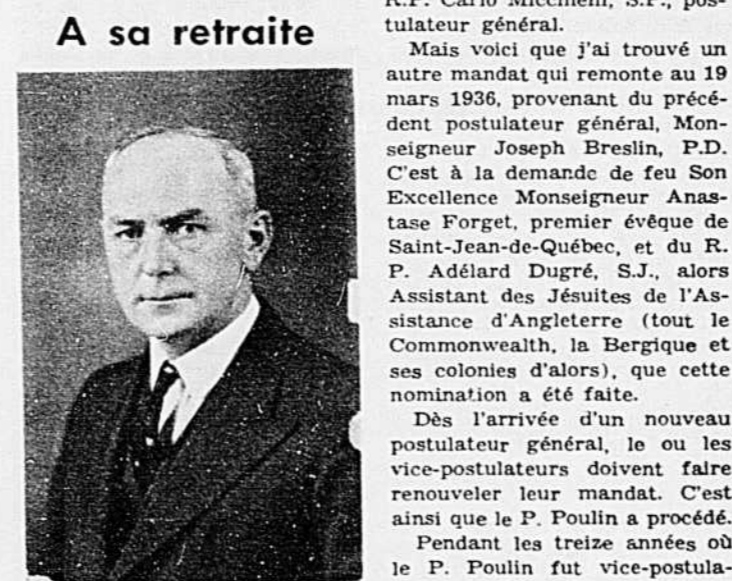 A sa retraite
R.P. Carlo Miccinelli, S.P., pos-
tulateur général.
Mais voici que j'ai trouvé un
autre mandat qui remonte au 19
mars 1936, provenant du précé-
dent postulateur général, Mon-
seigneur Joseph Breslin, P.D.
C'est à la demande de feu Son
Excellence Monseigneur Anas-
tase Forget, premier évêque de
Saint-Jean-de-Québec, et du R.
P. Adélard Dugré, S.J., alors
Assistant des Jésuites de l'As-
sistance d'Angleterre (tout le
Commonwealth, la Bergique et
ses colonies d'alors), que cette
nomination a été faite.
Dès l'arrivée d'un nouveau
postulateur général, le ou les
vice-postulateurs doivent faire
renouveler leur mandat. C'est
ainsi que le P. Poulin a procédé.
Pendant les treize années où
le P. Poulin fut vice-postula-